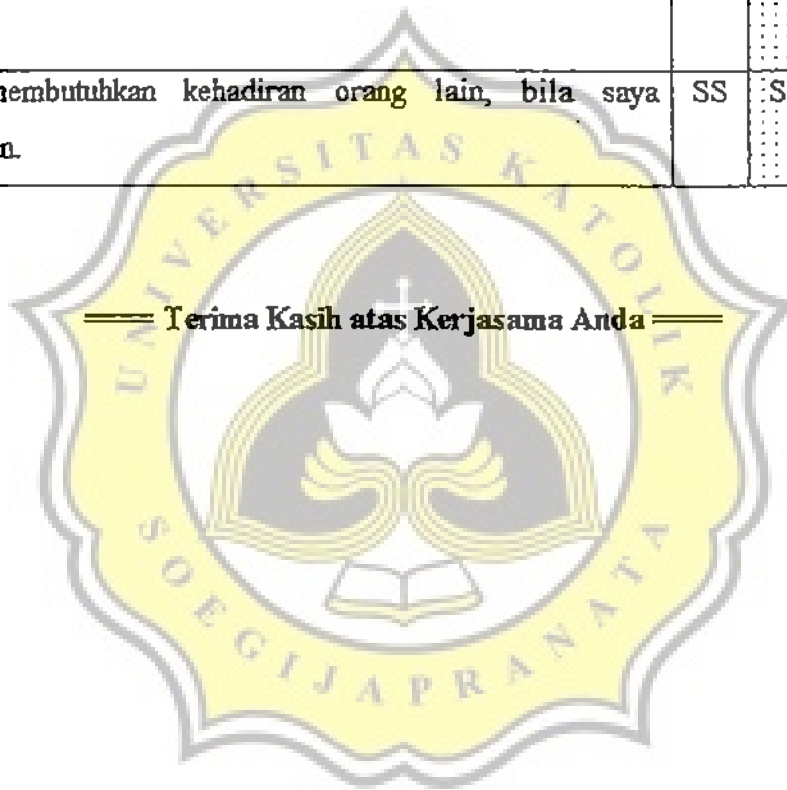 membutuhkan kehadiran orang lain, bila saya SS S
n.
═══ Terima Kasih atas Kerjasama Anda ═══
UNIVERSITAS KATOLIK
SOEGIJAPRANATA